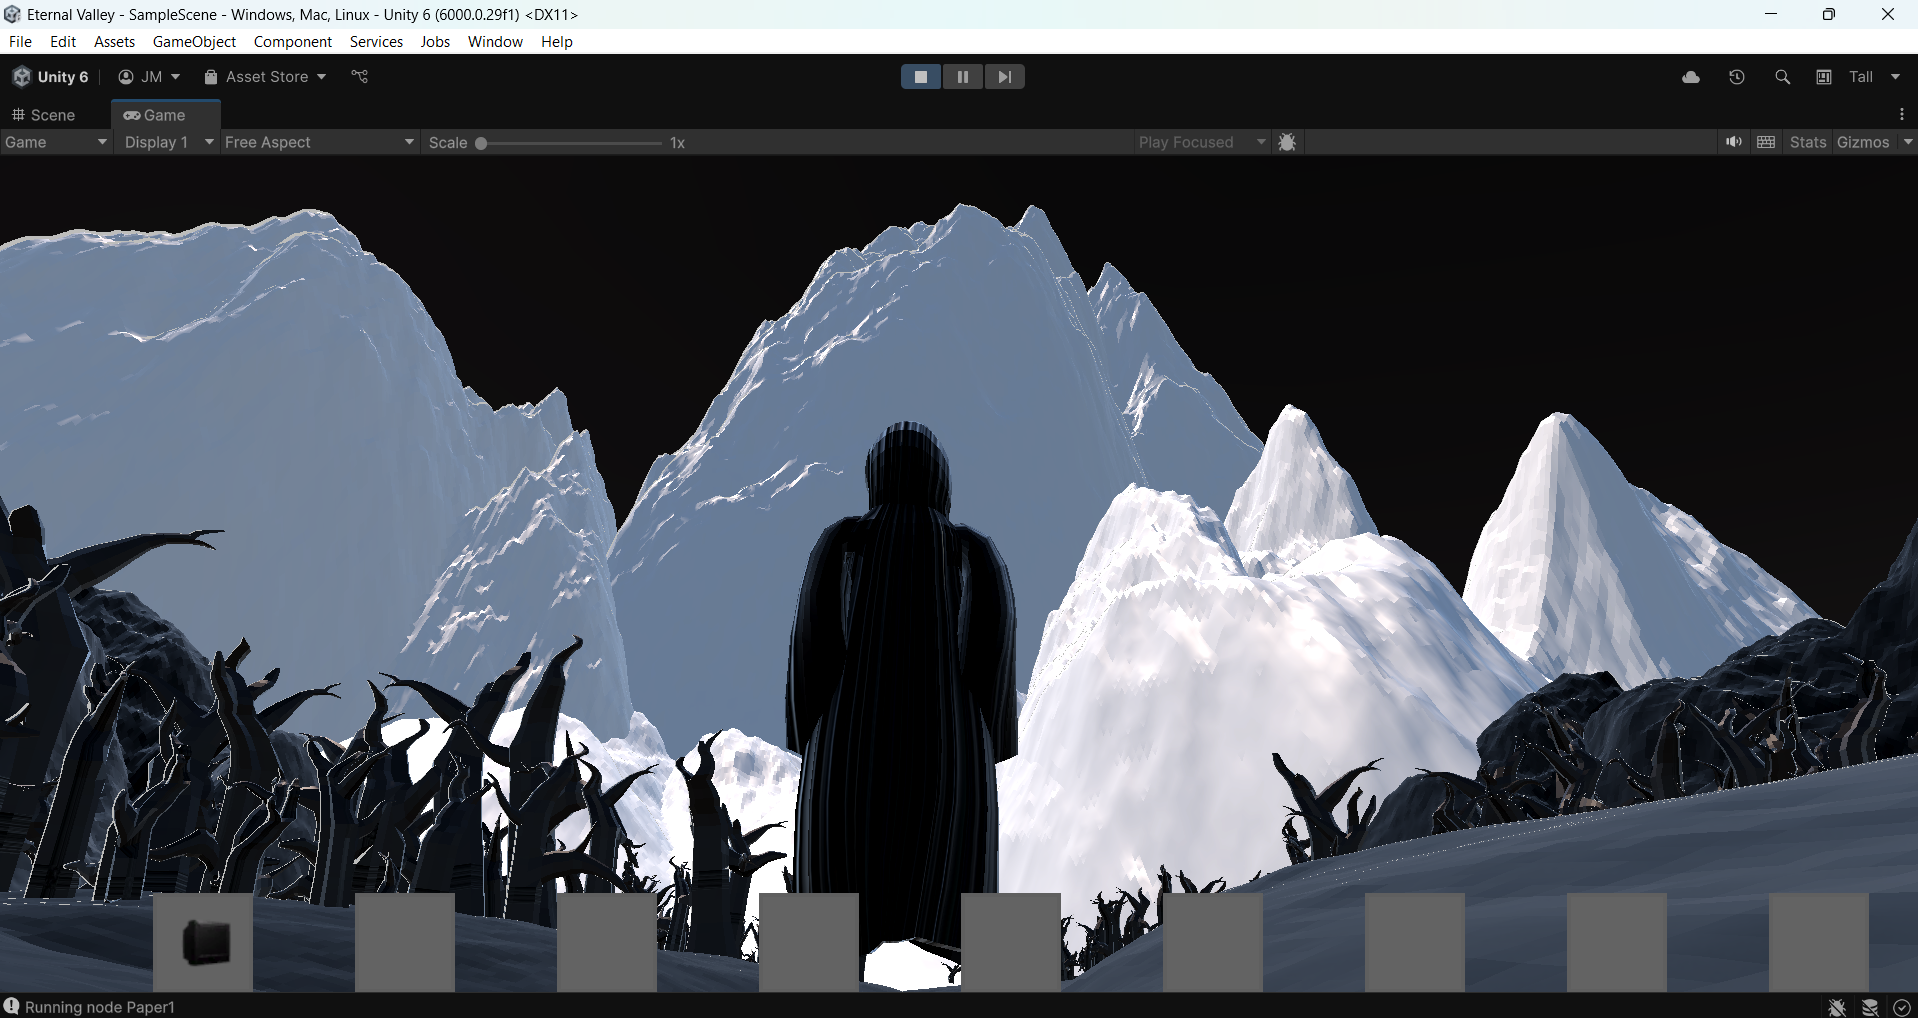 Eternal Valley - SampleScene - Windows, Mac, Linux - Unity 6 (6000.0.29f1) <DX11>
File Edit Assets GameObject Component Services Jobs Window Help
Unity 6 JM Asset Store Tall
Scene Game
Game Display 1 Free Aspect Scale 1x Play Focused Stats Gizmos
Running node Paper1